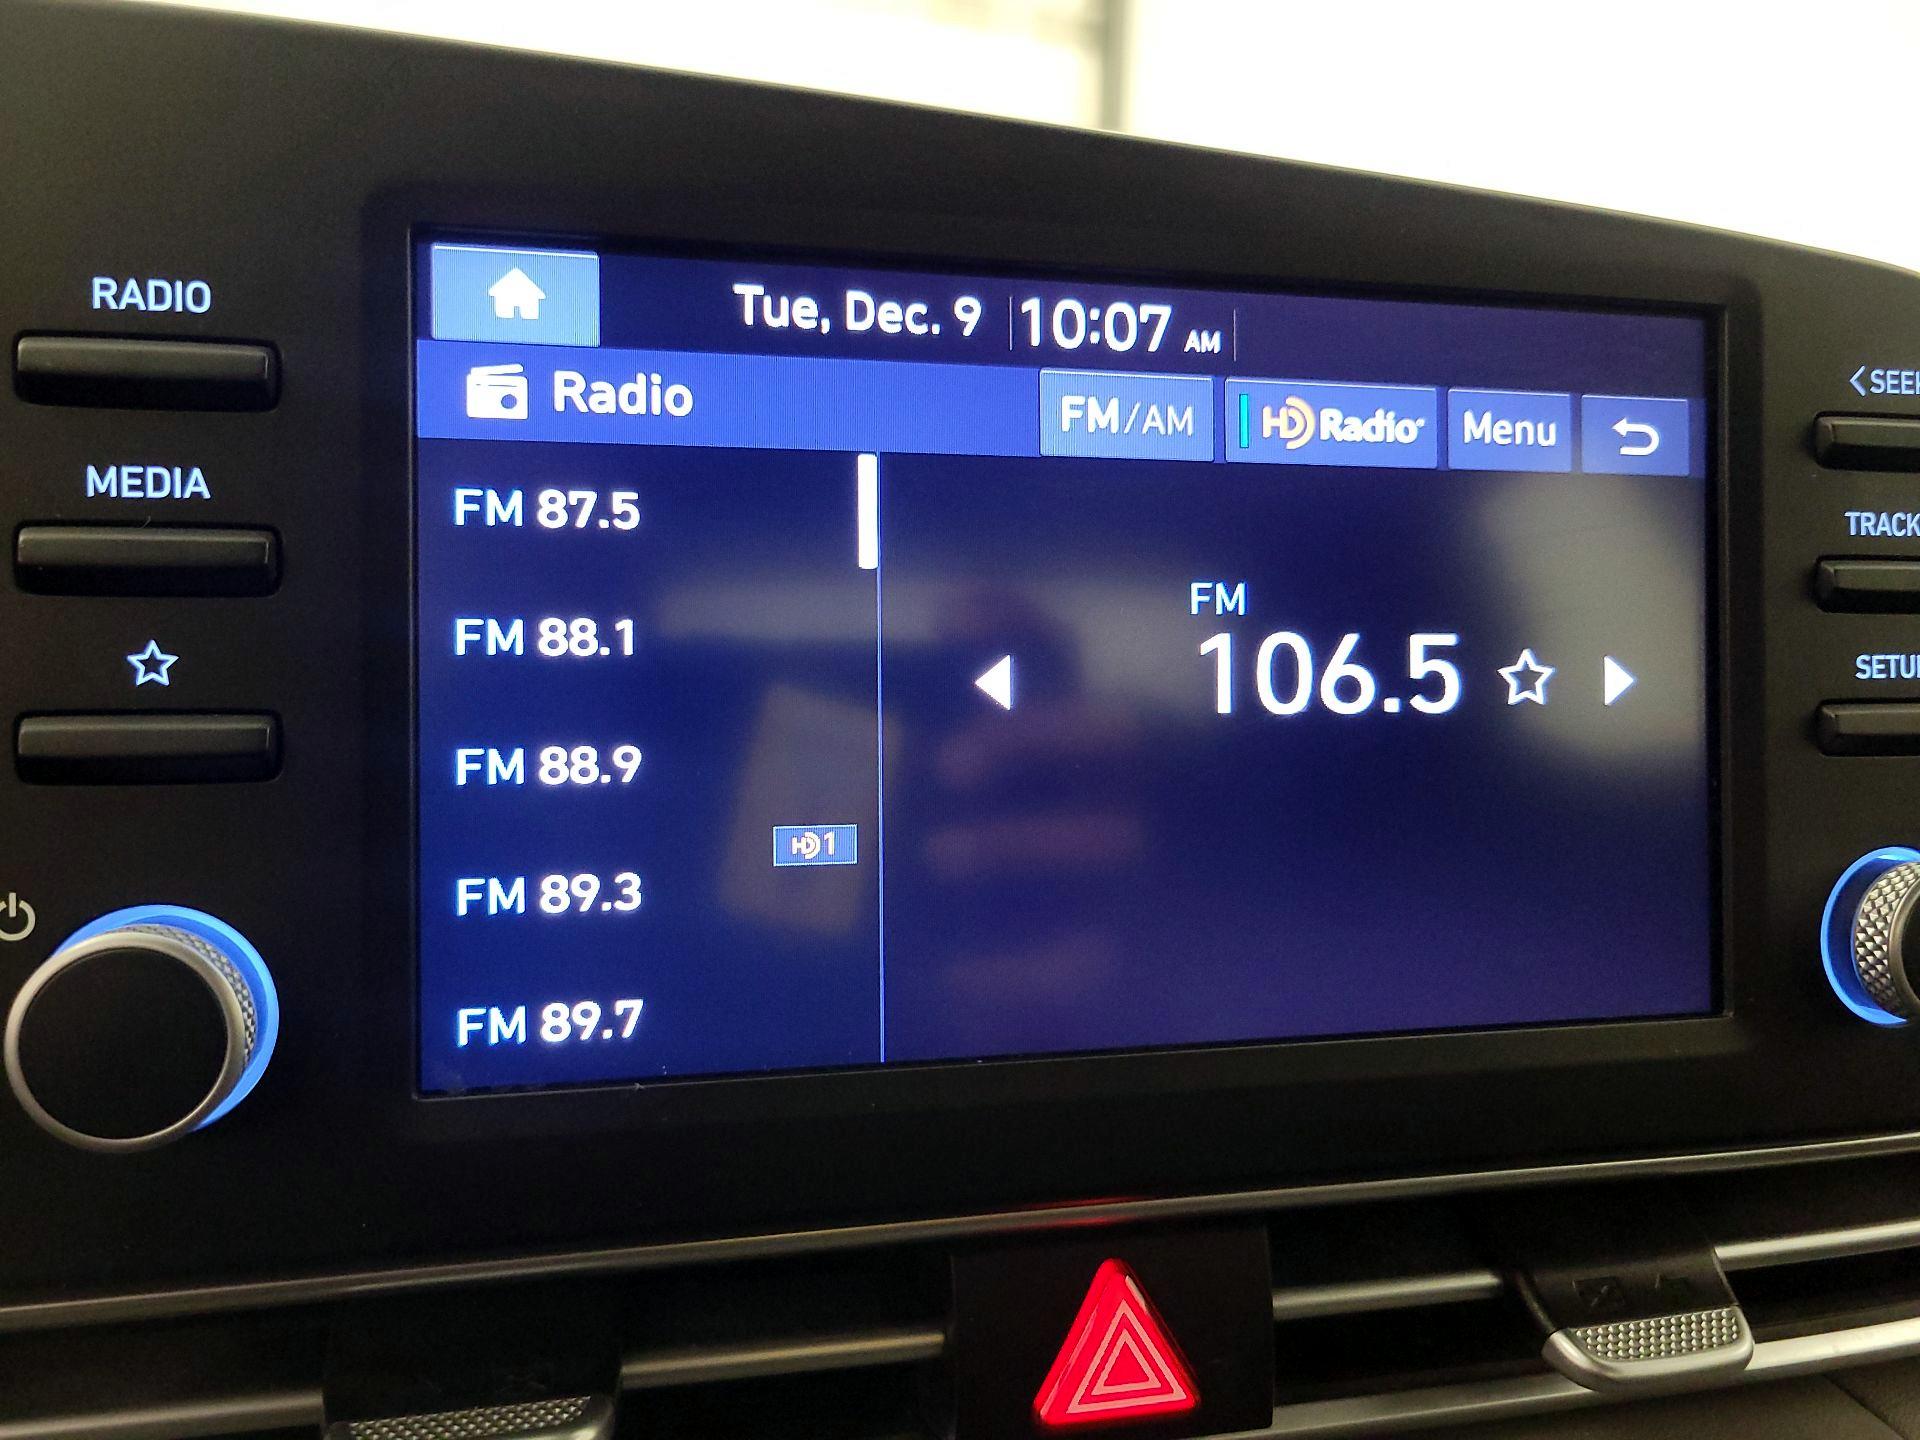 RADIO
MEDIA
Tue, Dec. 9 10:07 AM
Radio FM/AM HD Radio Menu
FM 87.5
FM 88.1
FM 88.9
HD1
FM 89.3
FM 89.7
FM
106.5
SEEK
TRACK
SETU